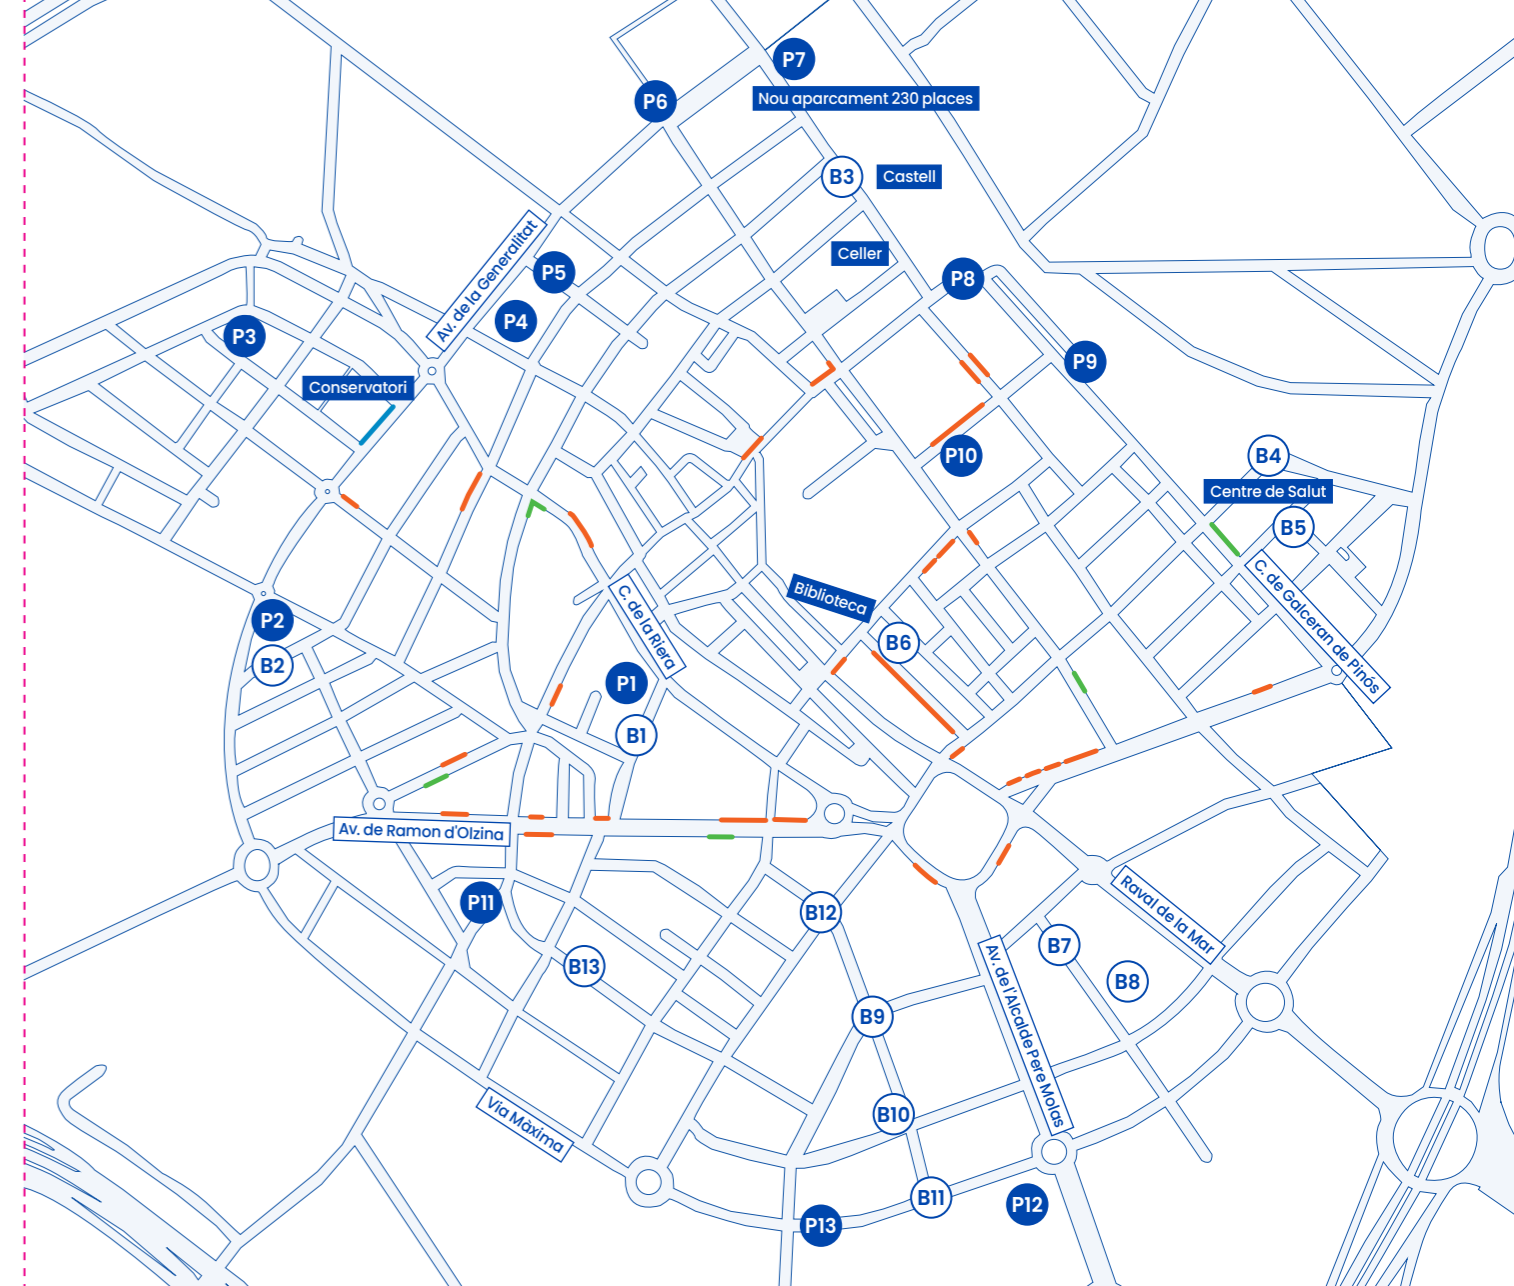 P7
P6
Nou aparcament 230 places
B3
Castell
Celler
Av. de la Generalitat
P5
P8
P4
P3
P9
Conservatori
P10
B4
Centre de Salut
B5
Biblioteca
C. de la Riera
C. de Galceran de Pinós
P2
B6
B2
P1
B1
Av. de Ramon d'Olzina
P11
B12
Raval de la Mar
B7
B13
B8
Av. de l'Alcalde Pere Molas
B9
B10
Via Màxima
B11
P12
P13